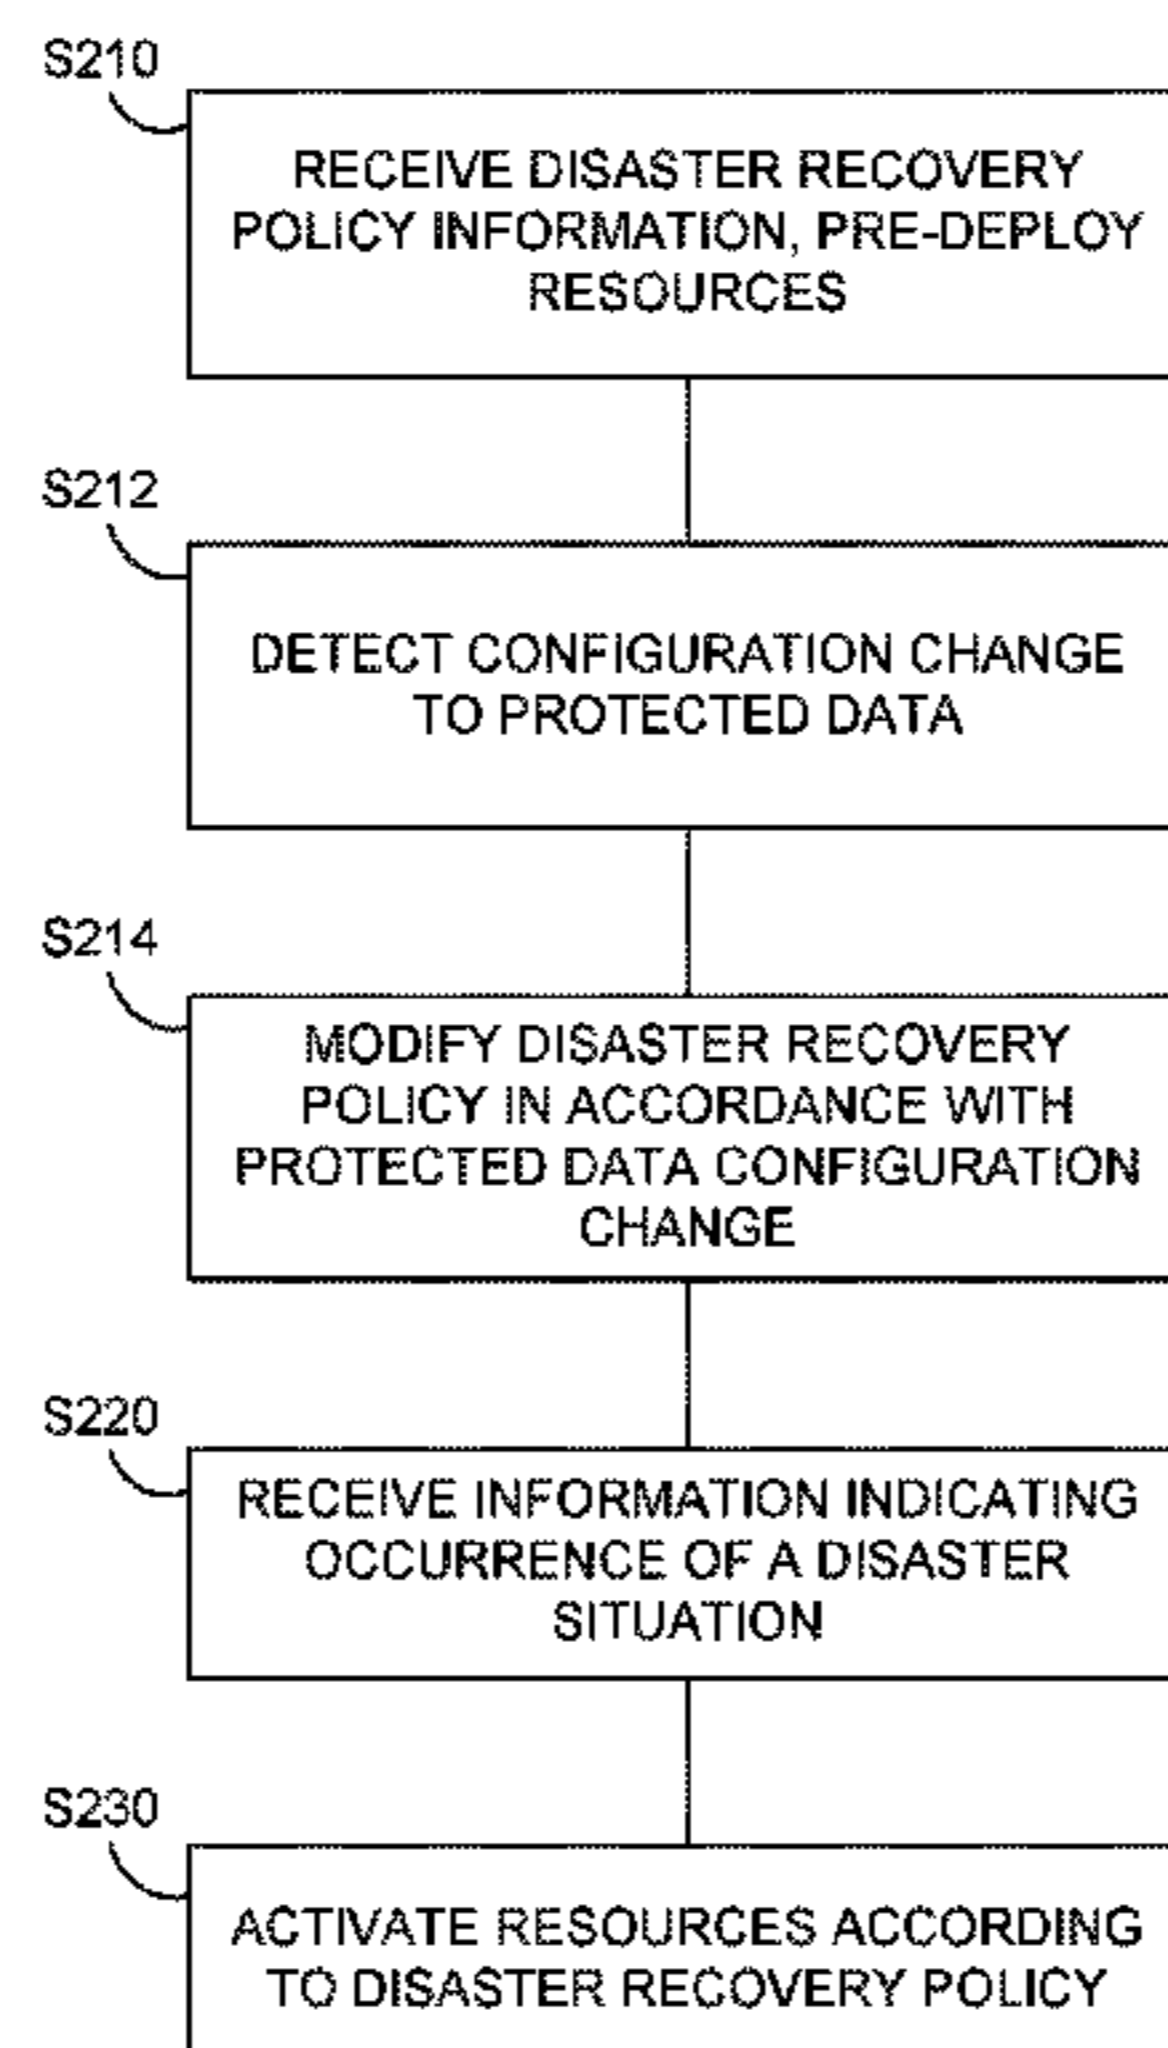 S210
RECEIVE DISASTER RECOVERY
POLICY INFORMATION, PRE-DEPLOY
RESOURCES
S212
DETECT CONFIGURATION CHANGE
TO PROTECTED DATA
S214
MODIFY DISASTER RECOVERY
POLICY IN ACCORDANCE WITH
PROTECTED DATA CONFIGURATION
CHANGE
S220
RECEIVE INFORMATION INDICATING
OCCURRENCE OF A DISASTER
SITUATION
S230
ACTIVATE RESOURCES ACCORDING
TO DISASTER RECOVERY POLICY